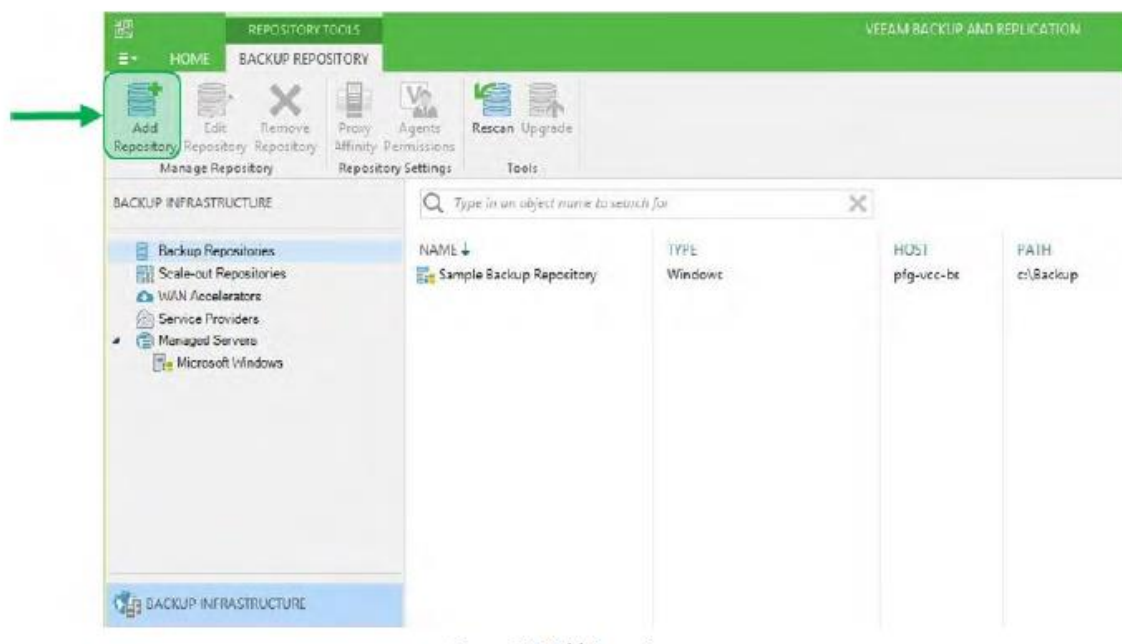 REPOSITORY TOOLS
VEEAM BACKUP AND REPLICATION
HOME BACKUP REPOSITORY
Add Repository
Edit Repository
Remove Repository
Proxy Affinity
Agents Permissions
Rescan
Upgrade
Manage Repository
Repository Settings
Tools
BACKUP INFRASTRUCTURE
Type in an object name to search for
Backup Repositories
Scale-out Repositories
WAN Accelerators
Service Providers
Managed Servers
Microsoft Windows
NAME TYPE HOST PATH
Sample Backup Repository Windows c:\Backup
BACKUP INFRASTRUCTURE